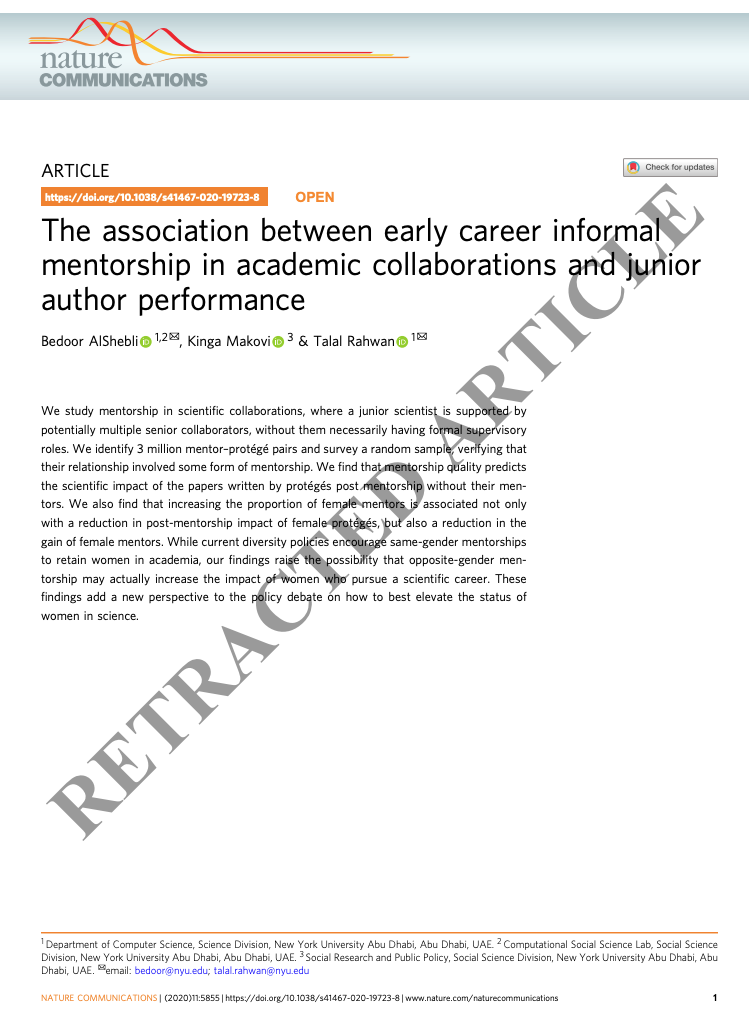 nature
COMMUNICATIONS
ARTICLE
Check for updates
https://doi.org/10.1038/s41467-020-19723-8
OPEN
The association between early career informal
mentorship in academic collaborations and junior
author performance
Bedoor AlShebli 1,2✉, Kinga Makovi 3 & Talal Rahwan 1✉
We study mentorship in scientific collaborations, where a junior scientist is supported by
potentially multiple senior collaborators, without them necessarily having formal supervisory
roles. We identify 3 million mentor–protégé pairs and survey a random sample, verifying that
their relationship involved some form of mentorship. We find that mentorship quality predicts
the scientific impact of the papers written by protégés post mentorship without their men-
tors. We also find that increasing the proportion of female mentors is associated not only
with a reduction in post-mentorship impact of female protégés, but also a reduction in the
gain of female mentors. While current diversity policies encourage same-gender mentorships
to retain women in academia, our findings raise the possibility that opposite-gender men-
torship may actually increase the impact of women who pursue a scientific career. These
findings add a new perspective to the policy debate on how to best elevate the status of
women in science.
RETRACTED ARTICLE
1 Department of Computer Science, Science Division, New York University Abu Dhabi, Abu Dhabi, UAE. 2 Computational Social Science Lab, Social Science
Division, New York University Abu Dhabi, Abu Dhabi, UAE. 3 Social Research and Public Policy, Social Science Division, New York University Abu Dhabi, Abu
Dhabi, UAE. ✉email: bedoor@nyu.edu; talal.rahwan@nyu.edu
NATURE COMMUNICATIONS | (2020)11:5855 | https://doi.org/10.1038/s41467-020-19723-8 | www.nature.com/naturecommunications
1